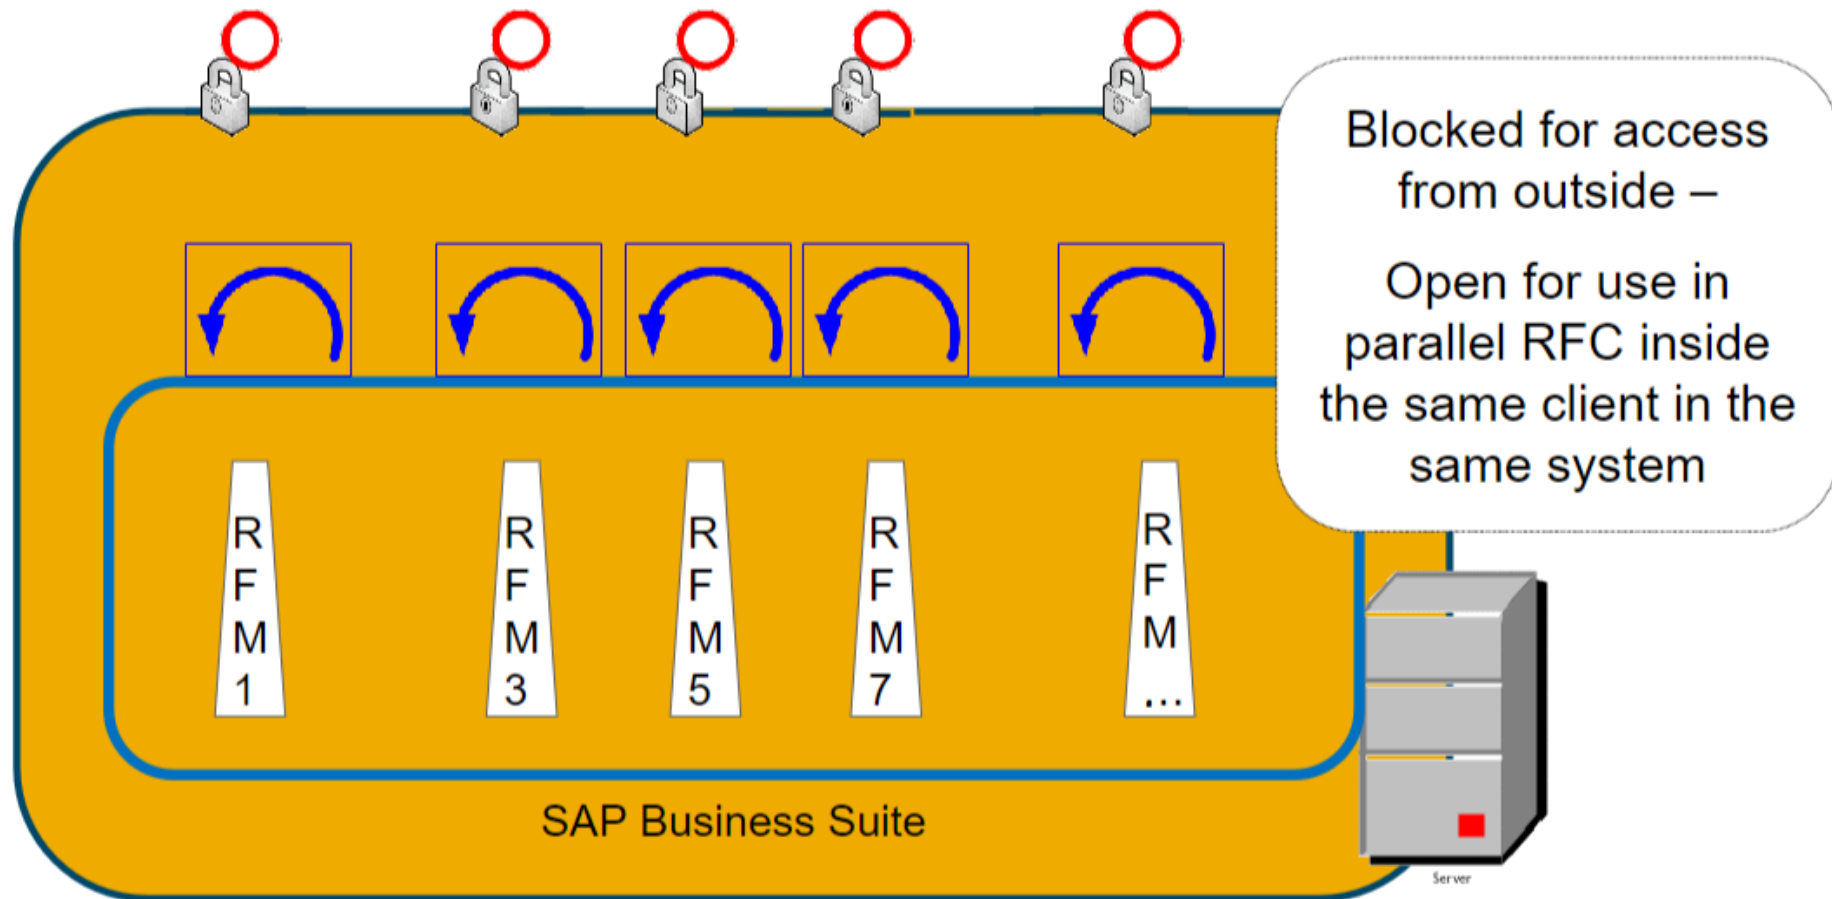 Blocked for access
from outside –
Open for use in
parallel RFC inside
the same client in the
same system
R
F
M
1
R
F
M
3
R
F
M
5
R
F
M
7
R
F
M
...
SAP Business Suite
Server